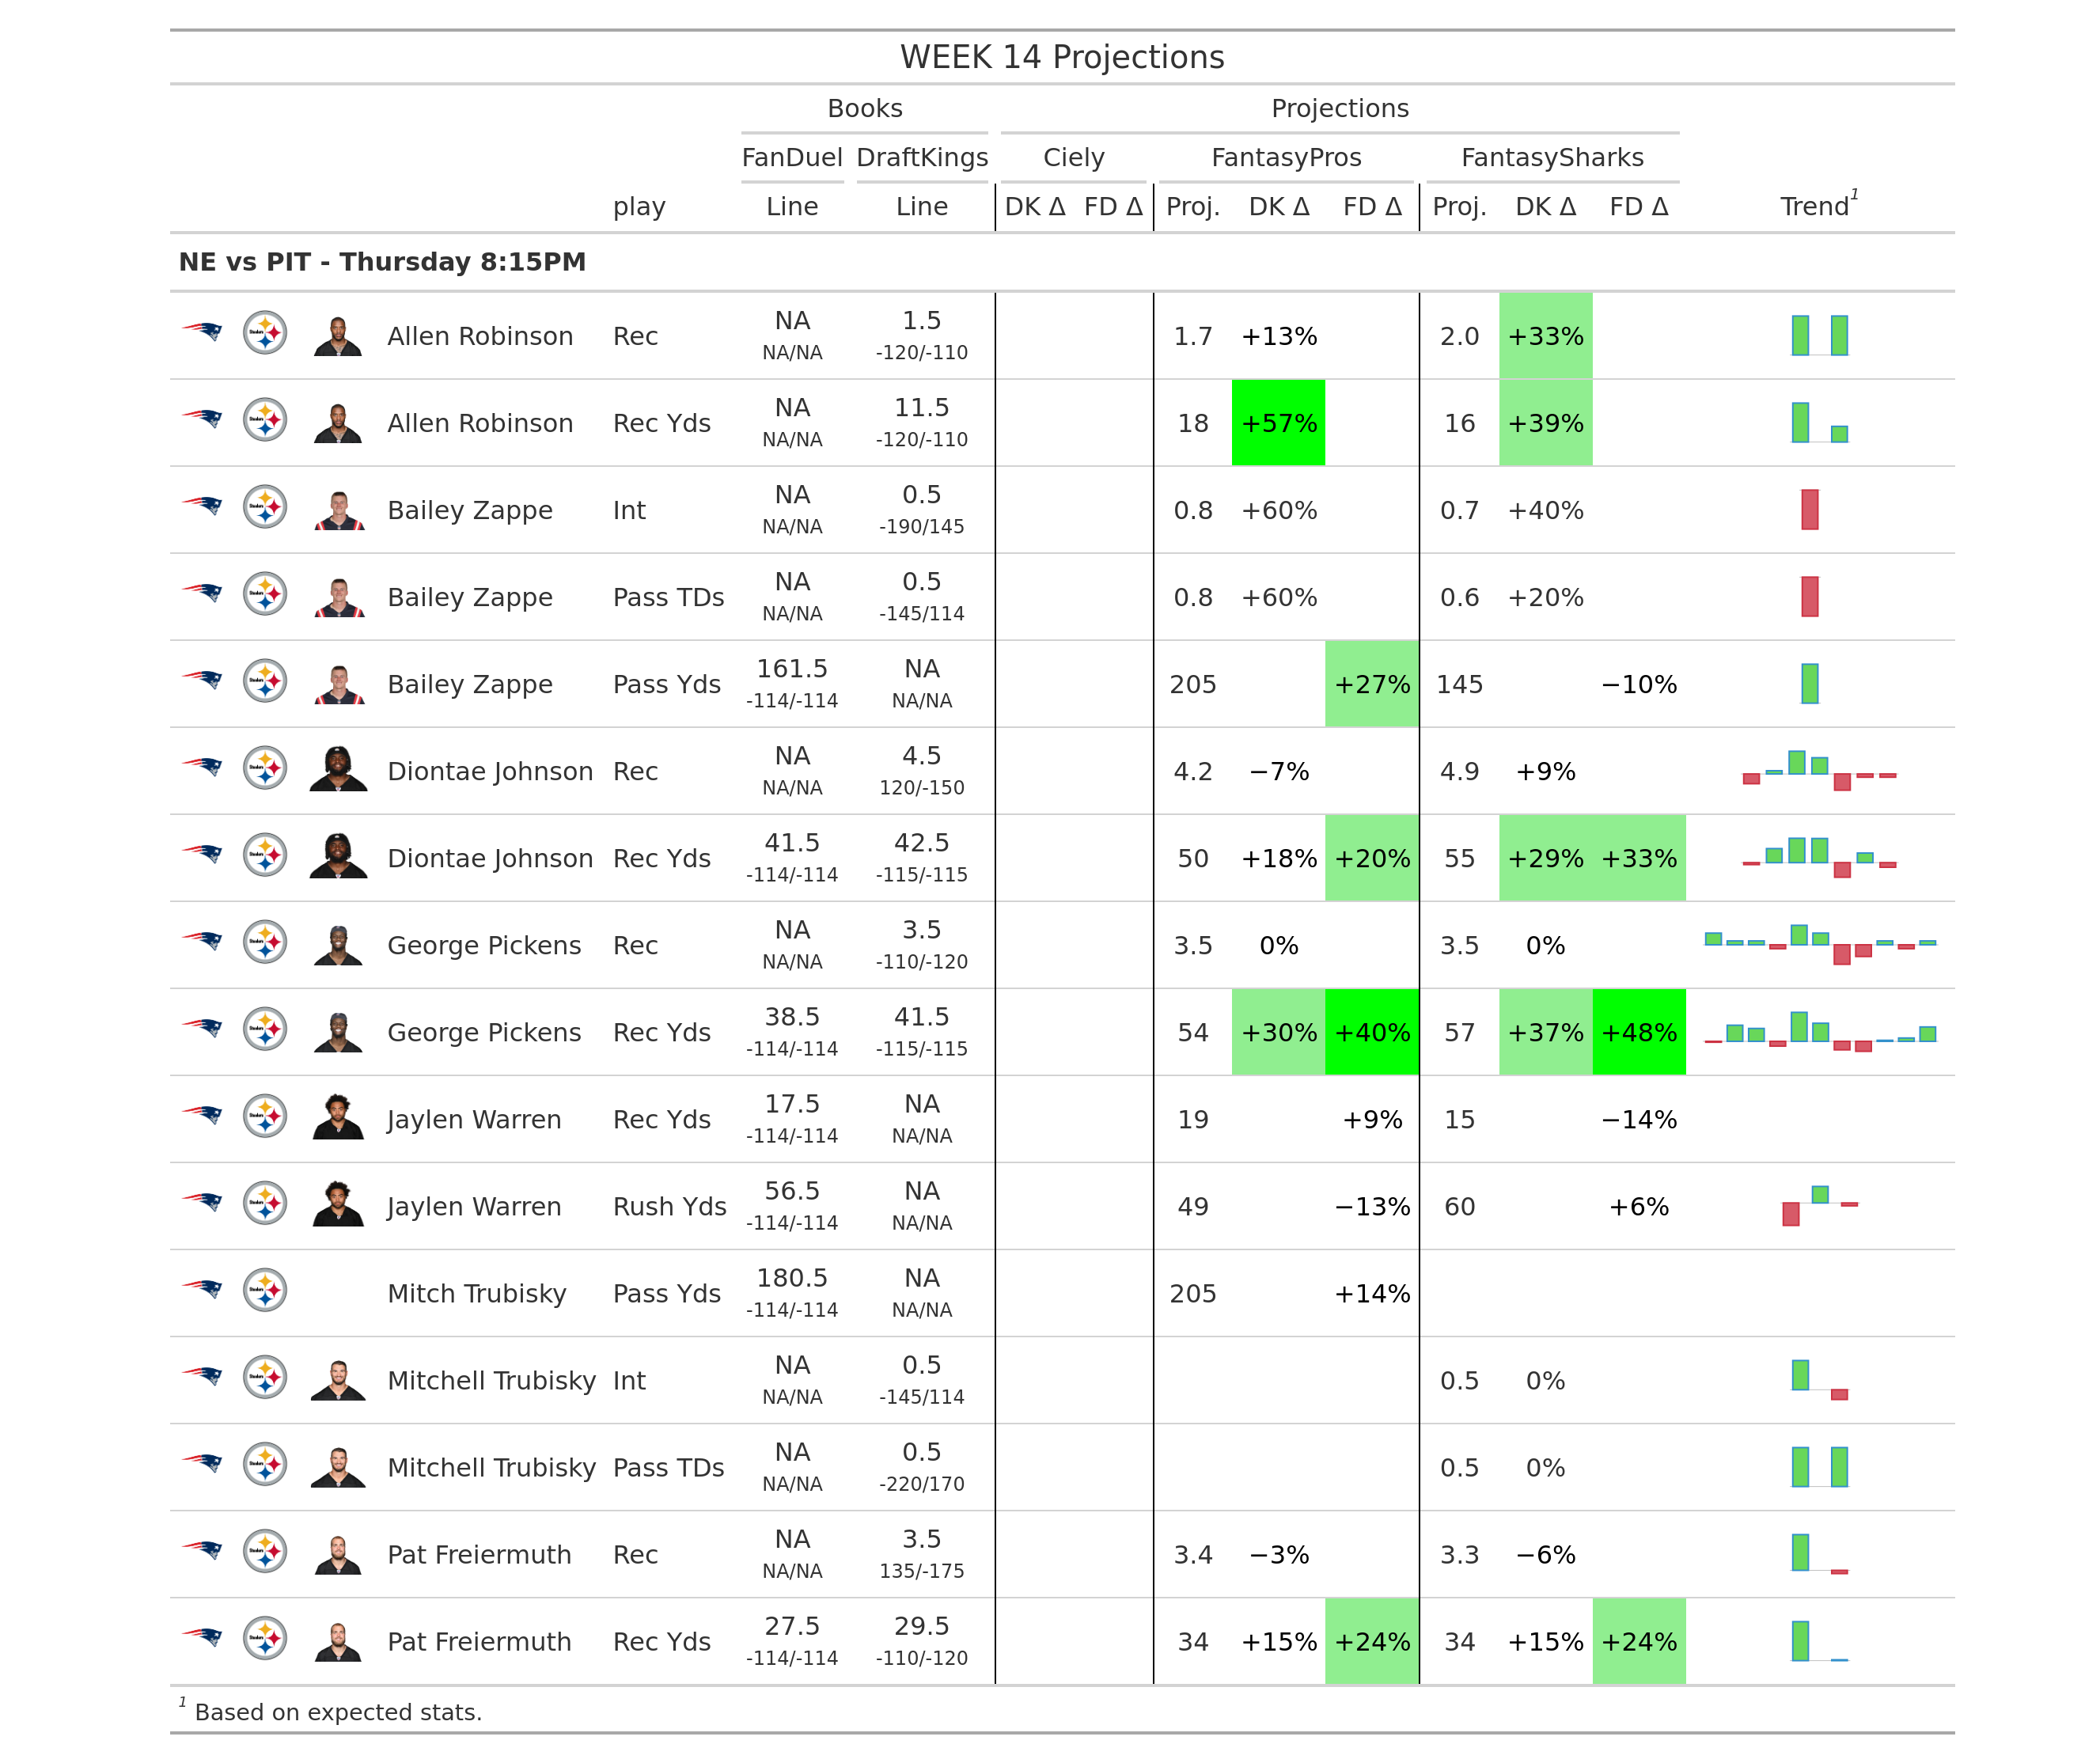 WEEK 14 Projections
Books Projections
FanDuel DraftKings Ciely FantasyPros FantasySharks
play Line Line DK Δ FD Δ Proj. DK Δ FD Δ Proj. DK Δ FD Δ Trend1
NE vs PIT - Thursday 8:15PM
Allen Robinson Rec NA 1.5 1.7 +13% 2.0 +33%
NA/NA -120/-110
Allen Robinson Rec Yds NA 11.5 18 +57% 16 +39%
NA/NA -120/-110
Bailey Zappe Int NA 0.5 0.8 +60% 0.7 +40%
NA/NA -190/145
Bailey Zappe Pass TDs NA 0.5 0.8 +60% 0.6 +20%
NA/NA -145/114
Bailey Zappe Pass Yds 161.5 NA 205 +27% 145 −10%
-114/-114 NA/NA
Diontae Johnson Rec NA 4.5 4.2 −7% 4.9 +9%
NA/NA 120/-150
Diontae Johnson Rec Yds 41.5 42.5 50 +18% +20% 55 +29% +33%
-114/-114 -115/-115
George Pickens Rec NA 3.5 3.5 0% 3.5 0%
NA/NA -110/-120
George Pickens Rec Yds 38.5 41.5 54 +30% +40% 57 +37% +48%
-114/-114 -115/-115
Jaylen Warren Rec Yds 17.5 NA 19 +9% 15 −14%
-114/-114 NA/NA
Jaylen Warren Rush Yds 56.5 NA 49 −13% 60 +6%
-114/-114 NA/NA
Mitch Trubisky Pass Yds 180.5 NA 205 +14%
-114/-114 NA/NA
Mitchell Trubisky Int NA 0.5 0.5 0%
NA/NA -145/114
Mitchell Trubisky Pass TDs NA 0.5 0.5 0%
NA/NA -220/170
Pat Freiermuth Rec NA 3.5 3.4 −3% 3.3 −6%
NA/NA 135/-175
Pat Freiermuth Rec Yds 27.5 29.5 34 +15% +24% 34 +15% +24%
-114/-114 -110/-120
1 Based on expected stats.